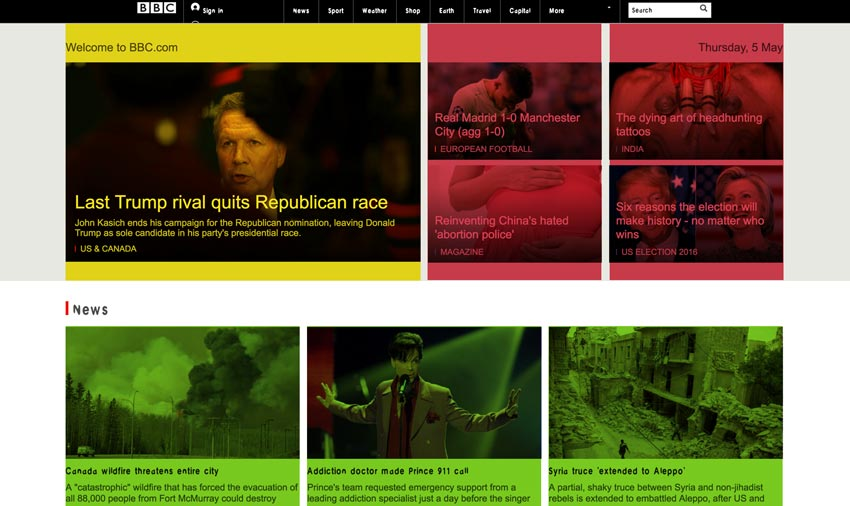 BBC
Sign in
News
Sport
Weather
Shop
Earth
Travel
Capital
More
Search
Welcome to BBC.com
Thursday, 5 May
Last Trump rival quits Republican race
John Kasich ends his campaign for the Republican nomination, leaving Donald
Trump as sole candidate in his party's presidential race.
US & CANADA
Real Madrid 1-0 Manchester
City (agg 1-0)
EUROPEAN FOOTBALL
The dying art of headhunting
tattoos
INDIA
Reinventing China's hated
'abortion police'
MAGAZINE
Six reasons the election will
make history - no matter who
wins
US ELECTION 2016
News
Canada wildfire threatens entire city
A "catastrophic" wildfire that has forced the evacuation of
all 88,000 people from Fort McMurray could destroy
Addiction doctor made Prince 911 call
Prince's team requested emergency support from a
leading addiction specialist just a day before the singer
Syria truce 'extended to Aleppo'
A partial, shaky truce between Syria and non-jihadist
rebels is extended to embattled Aleppo, after US and